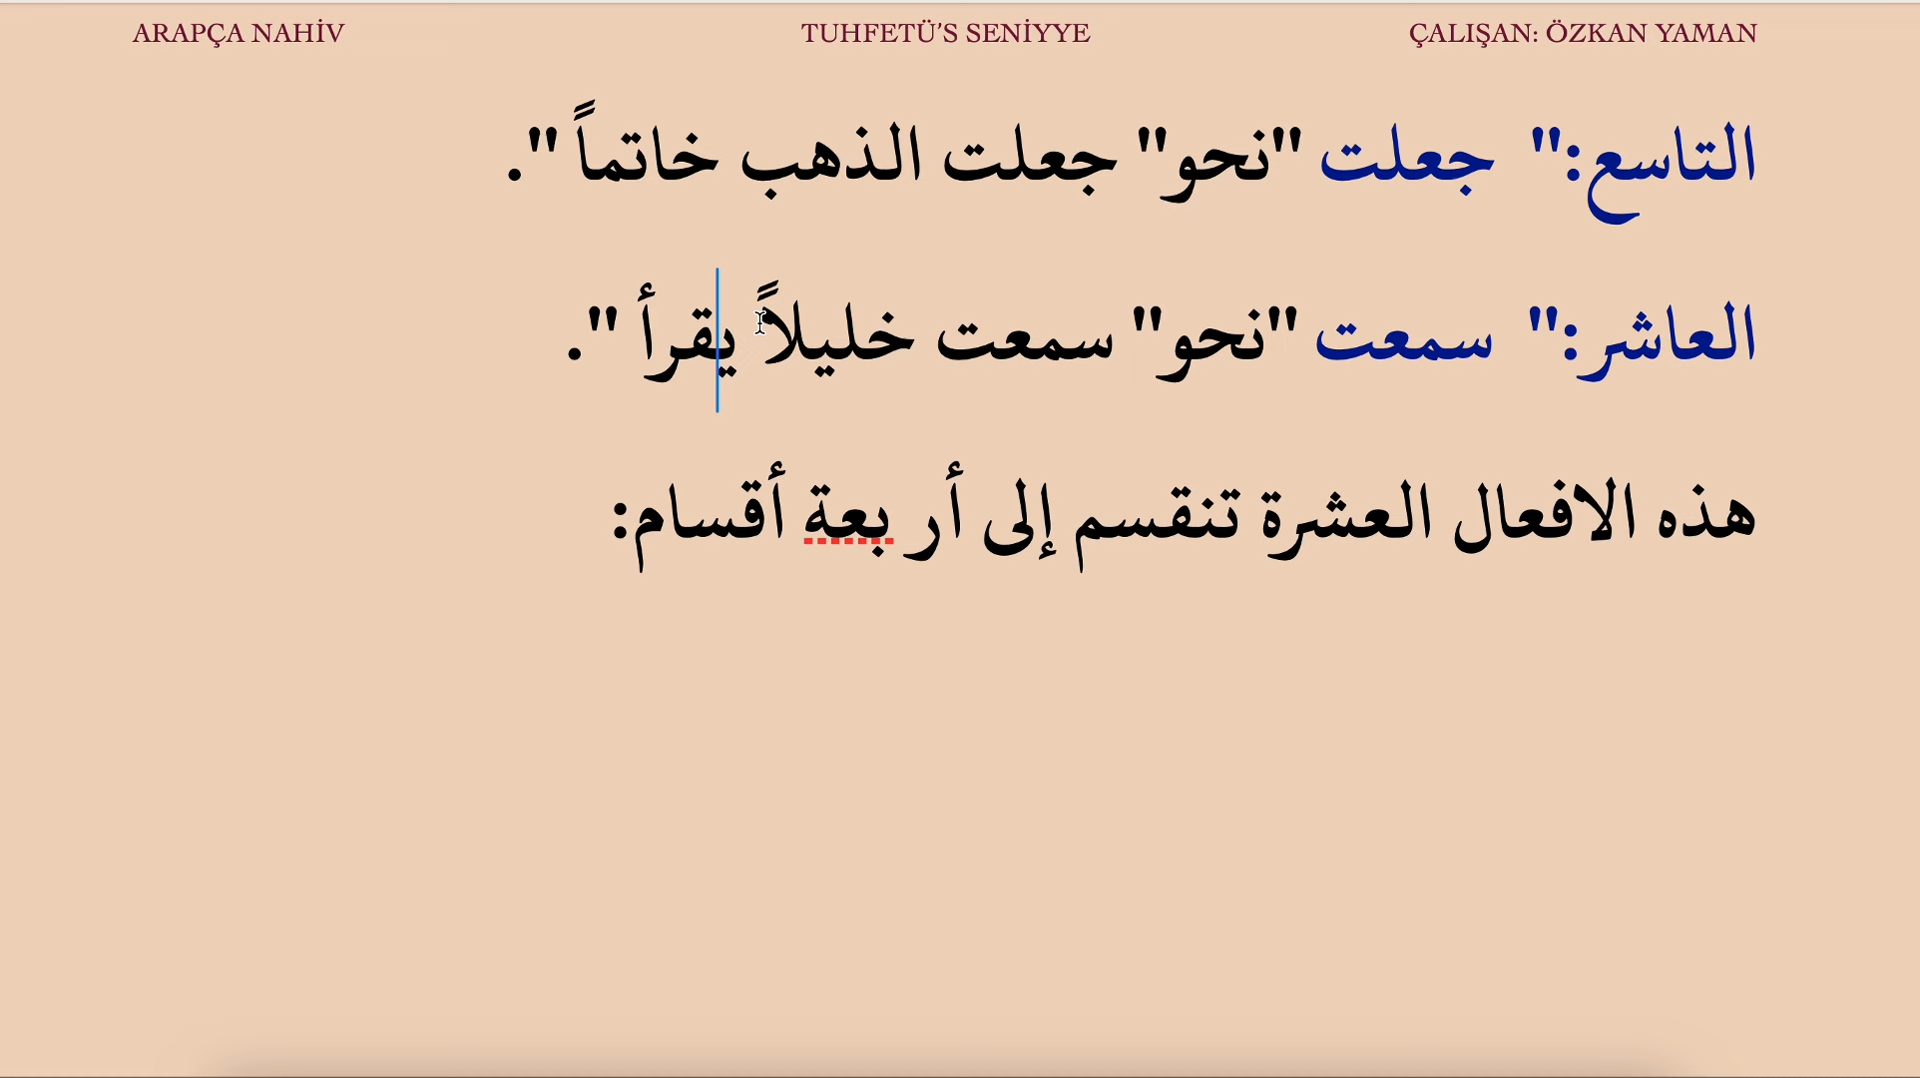 ARAPÇA NAHİV TUHFETÜ’S SENİYYE ÇALIŞAN: ÖZKAN YAMAN
التاسع:" جعلت "نحو" جعلت الذهب خاتماً ".
العاشر:" سمعت "نحو" سمعت خليلاً يقرأ ".
هذه الافعال العشرة تنقسم إلى أر بعة أقسام: